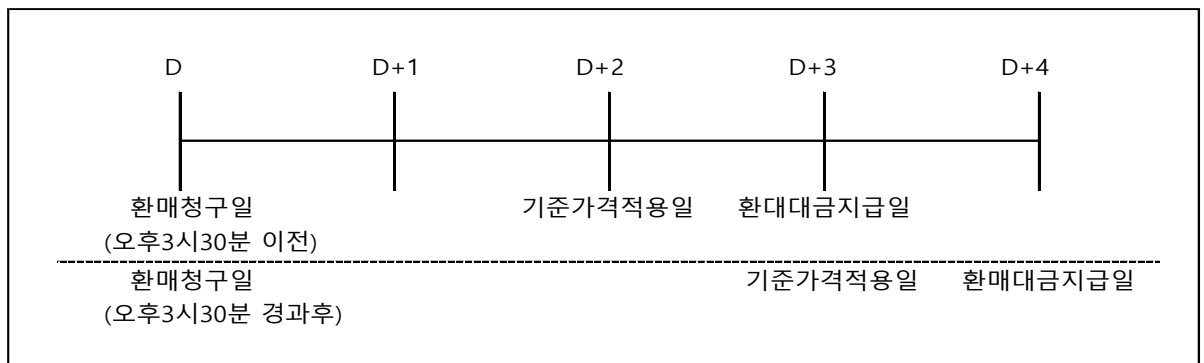 D D+1 D+2 D+3 D+4
환매청구일 기준가격적용일 환대대금지급일
(오후3시30분 이전)
환매청구일 기준가격적용일 환매대금지급일
(오후3시30분 경과후)